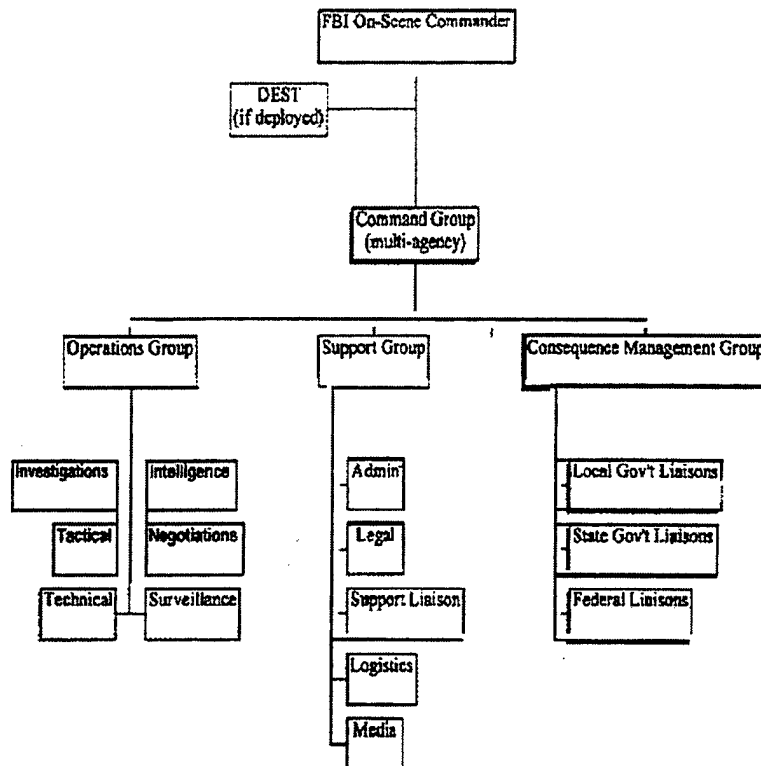 FBI On-Scene Commander
DEST
(if deployed)
Command Group
(multi-agency)
Operations Group
Support Group
Consequence Management Group
Investigations
Intelligence
Admin
Local Gov't Liaisons
Tactical
Negotiations
Legal
State Gov't Liaisons
Technical
Surveillance
Support Liaison
Federal Liaisons
Logistics
Media